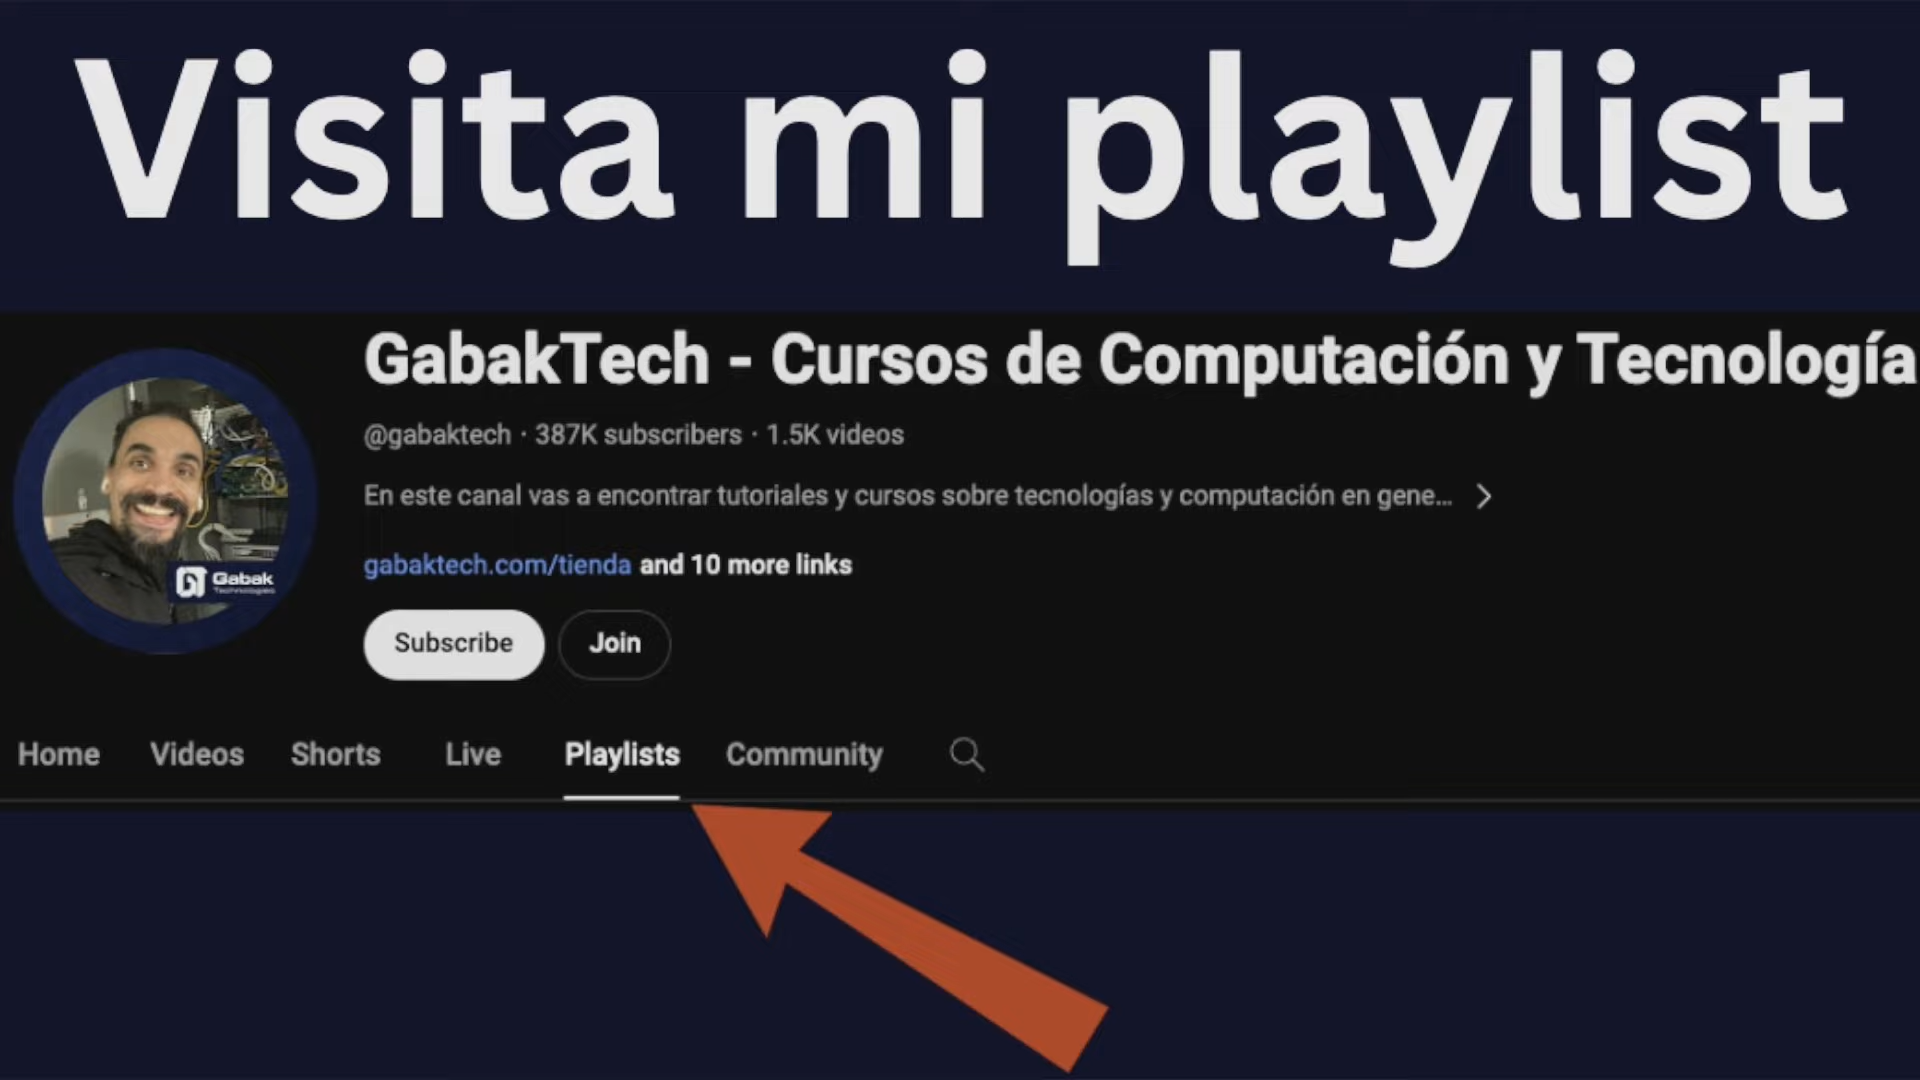 Visita mi playlist
GabakTech - Cursos de Computación y Tecnología
@gabaktech · 387K subscribers · 1.5K videos
En este canal vas a encontrar tutoriales y cursos sobre tecnologías y computación en gene...
gabaktech.com/tienda and 10 more links
Gabak
Technologies
Subscribe Join
Home Videos Shorts Live Playlists Community